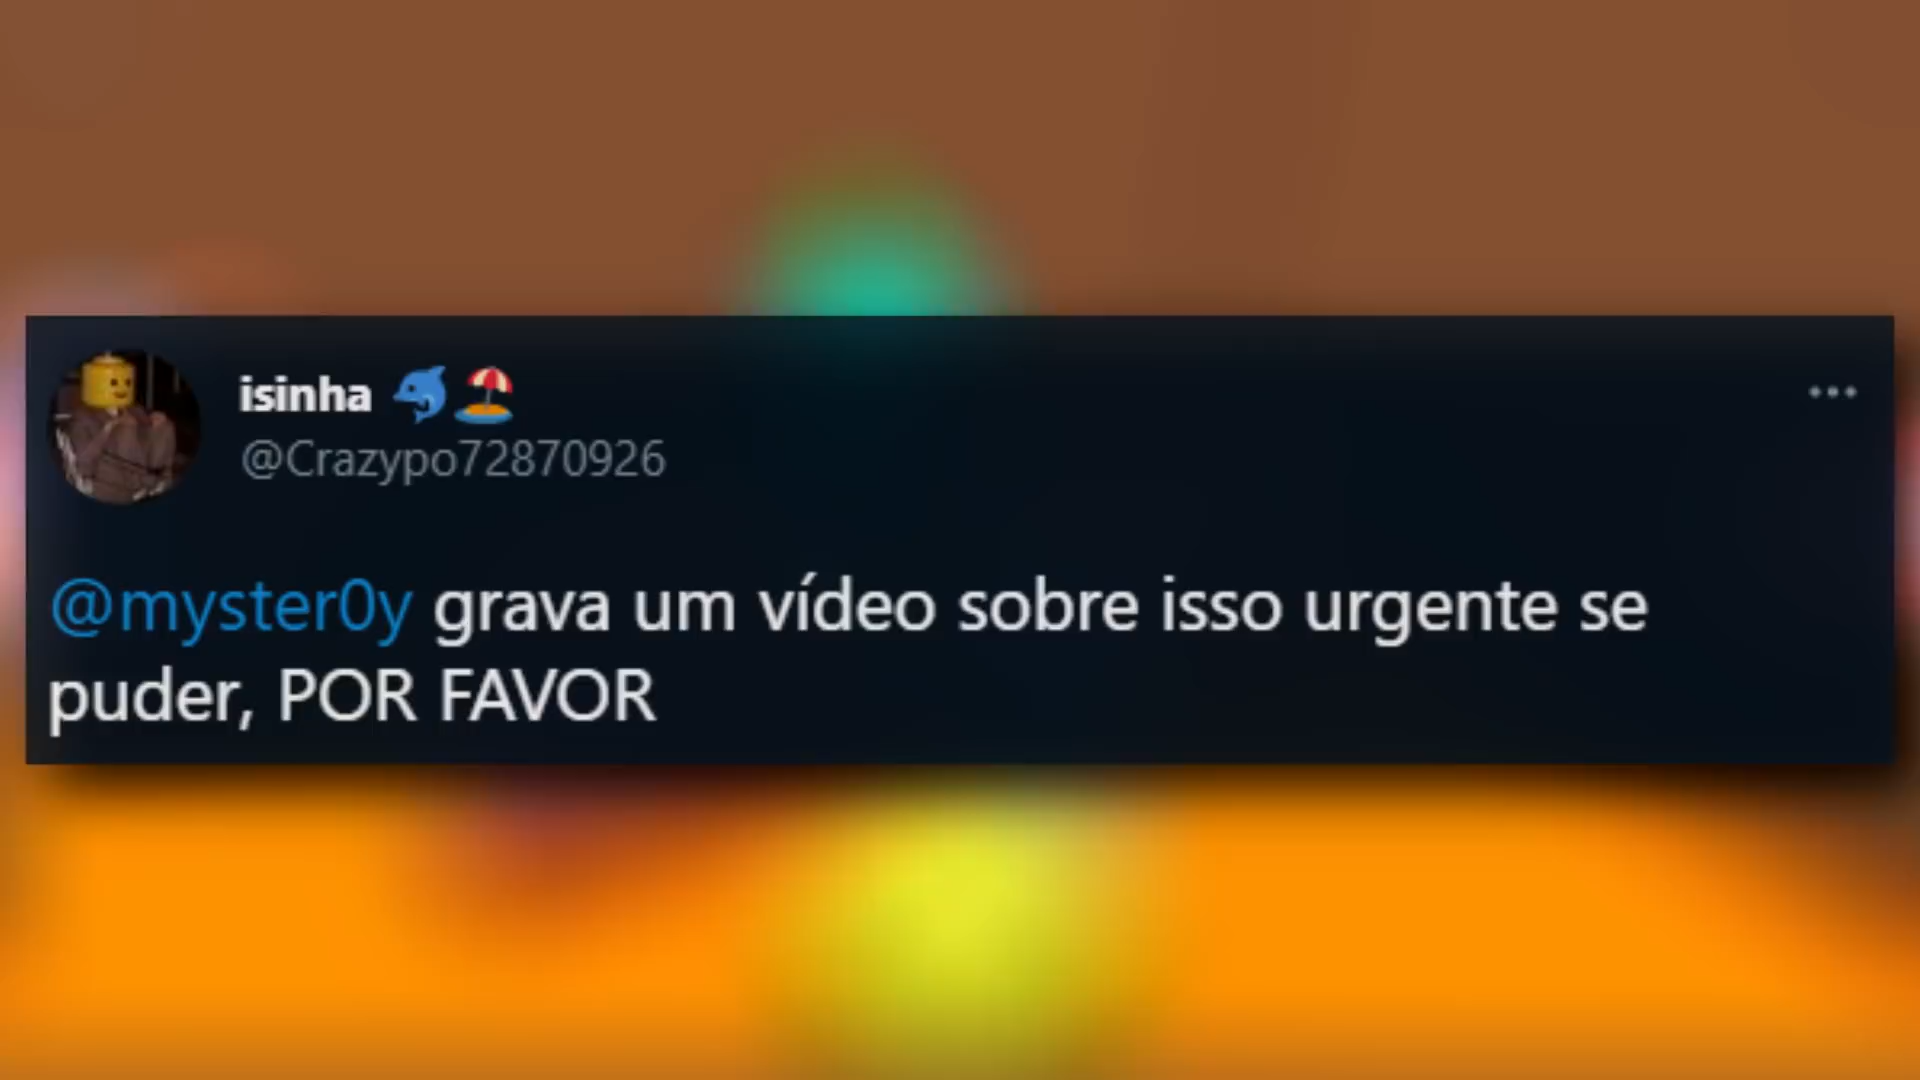 isinha 🐬🏖️
@Crazypo72870926
@myster0y grava um vídeo sobre isso urgente se
puder, POR FAVOR